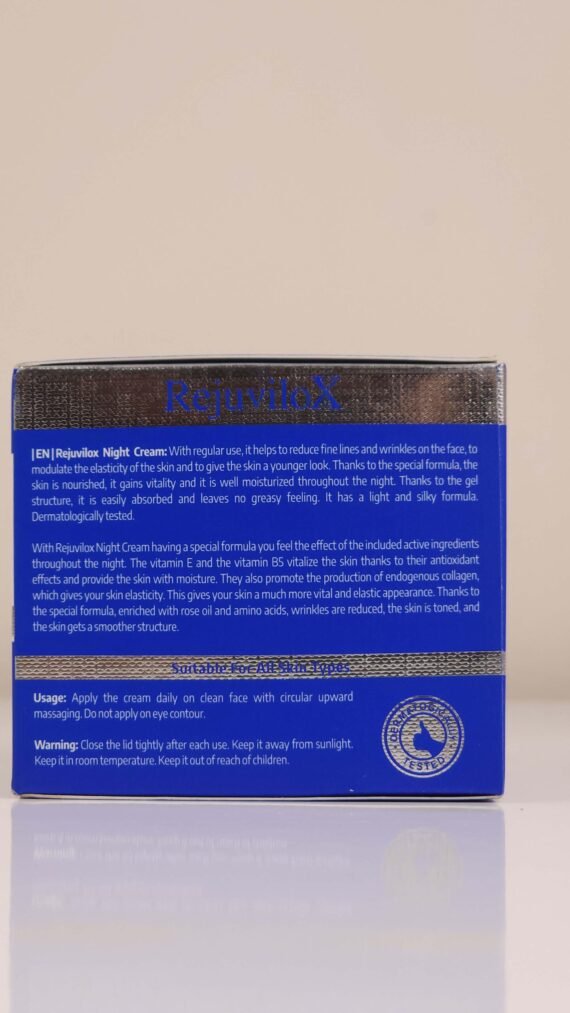 RejuviloX
|EN| Rejuvilox Night Cream: With regular use, it helps to reduce fine lines and wrinkles on the face, to
modulate the elasticity of the skin and to give the skin a younger look. Thanks to the special formula, the
skin is nourished, it gains vitality and it is well moisturized throughout the night. Thanks to the gel
structure, it is easily absorbed and leaves no greasy feeling. It has a light and silky formula.
Dermatologically tested.
With Rejuvilox Night Cream having a special formula you feel the effect of the included active ingredients
throughout the night. The vitamin E and the vitamin B5 vitalize the skin thanks to their antioxidant
effects and provide the skin with moisture. They also promote the production of endogenous collagen,
which gives your skin elasticity. This gives your skin a much more vital and elastic appearance. Thanks to
the special formula, enriched with rose oil and amino acids, wrinkles are reduced, the skin is toned, and
the skin gets a smoother structure.
Suitable For All Skin Types
Usage: Apply the cream daily on clean face with circular upward
massaging. Do not apply on eye contour.
Warning: Close the lid tightly after each use. Keep it away from sunlight.
Keep it in room temperature. Keep it out of reach of children.
DERMATOLOGICALLY
TESTED